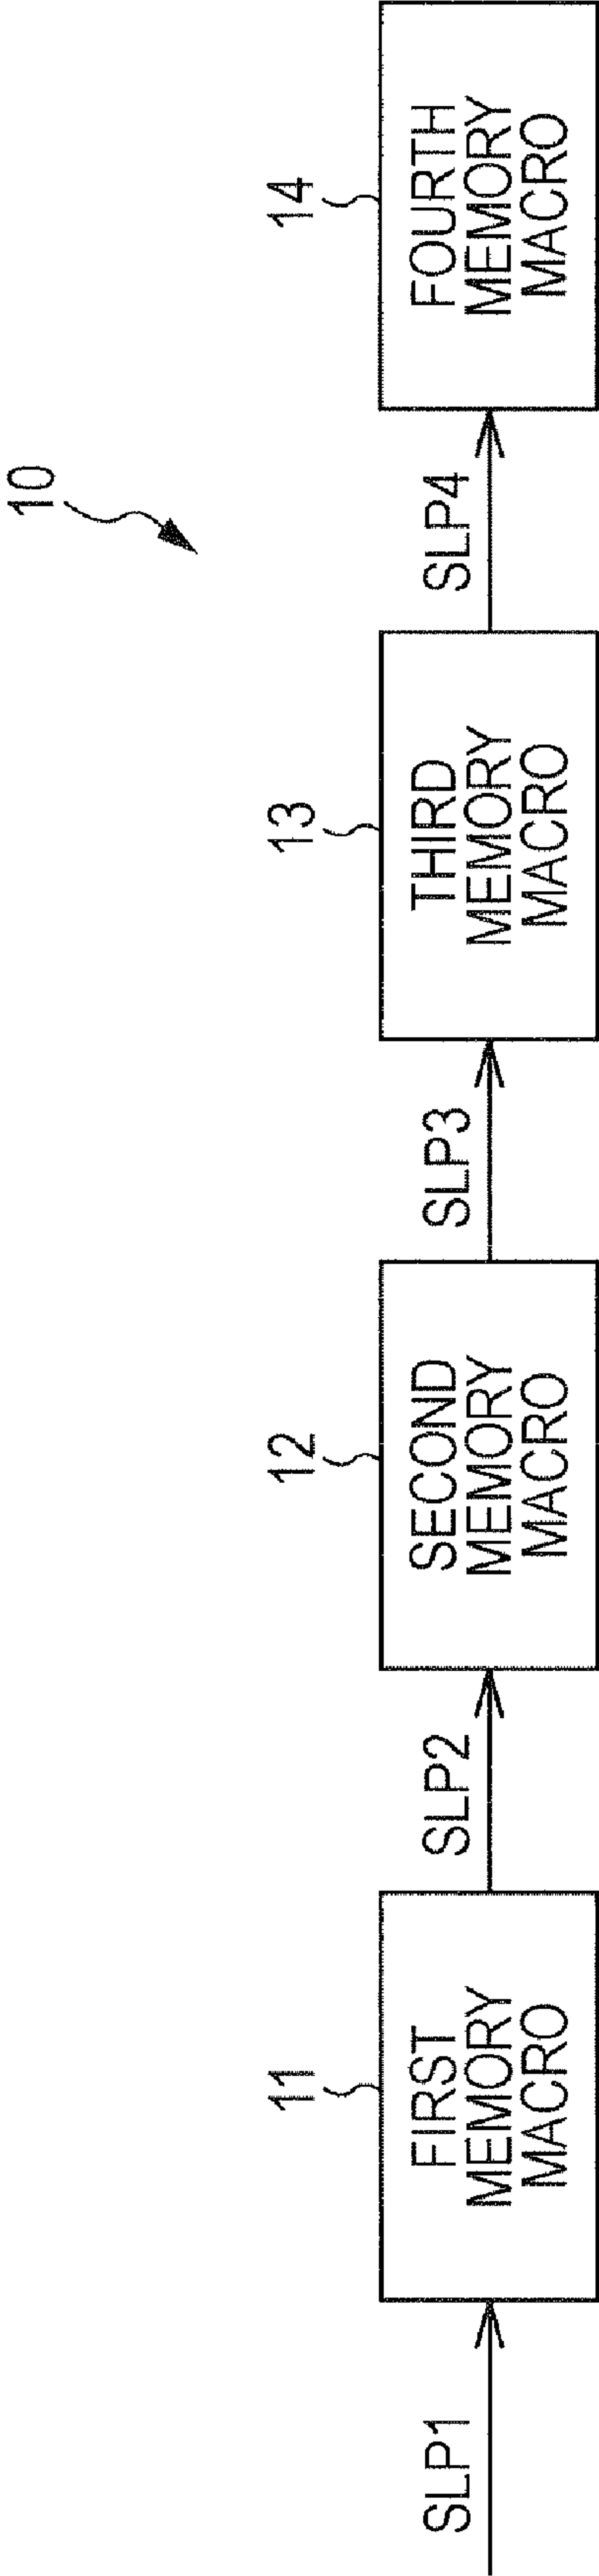 10
11
12
13
14
SLP1
FIRST
MEMORY
MACRO
SLP2
SECOND
MEMORY
MACRO
SLP3
THIRD
MEMORY
MACRO
SLP4
FOURTH
MEMORY
MACRO